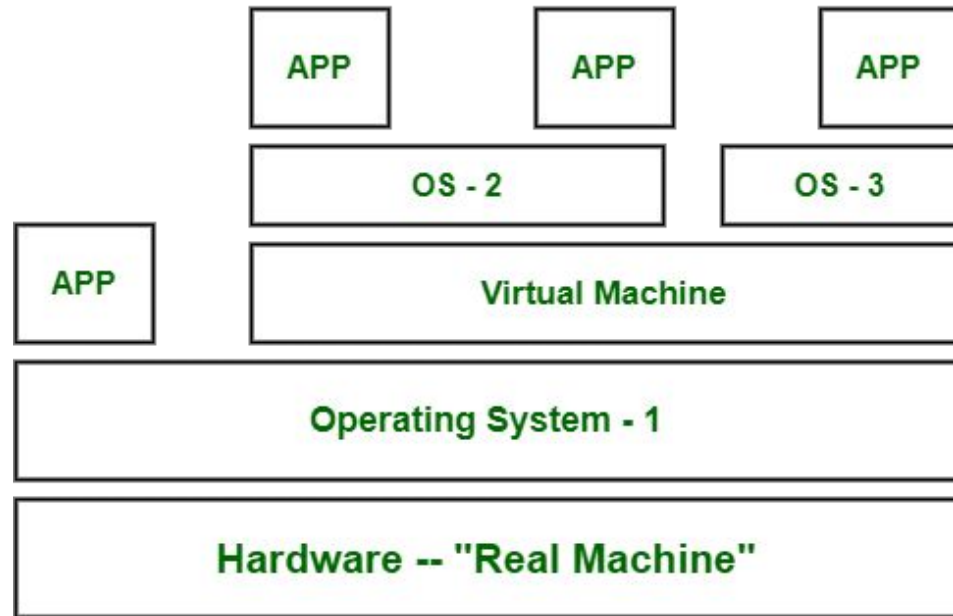 APP
APP
APP
OS - 2
OS - 3
APP
Virtual Machine
Operating System - 1
Hardware -- "Real Machine"